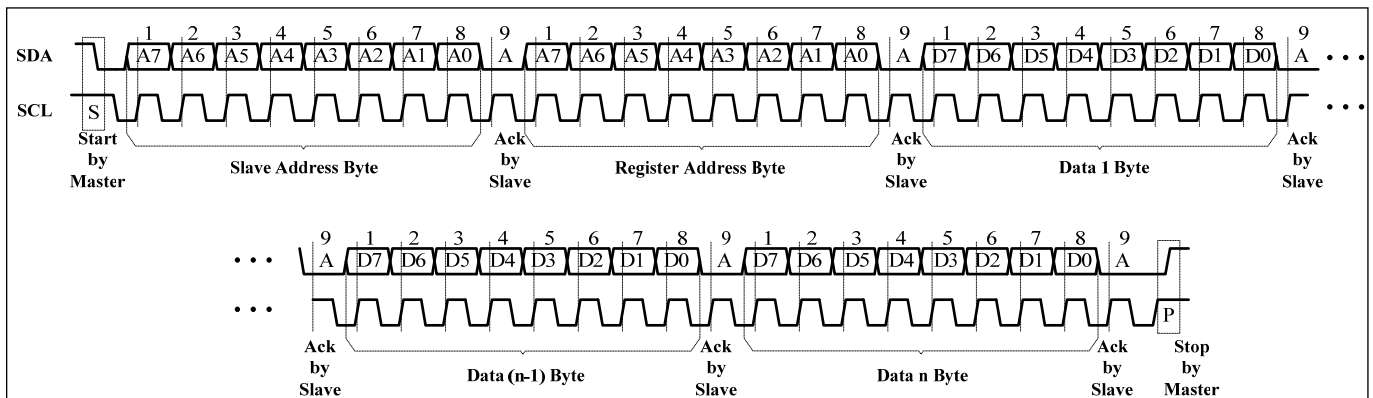 1 2 3 4 5 6 7 8 9 1 2 3 4 5 6 7 8 9 1 2 3 4 5 6 7 8 9
SDA A7 A6 A5 A4 A3 A2 A1 A0 A A7 A6 A5 A4 A3 A2 A1 A0 A D7 D6 D5 D4 D3 D2 D1 D0 A • • •
SCL S • • •
Start by Master
Slave Address Byte
Ack by Slave
Register Address Byte
Ack by Slave
Data 1 Byte
Ack by Slave
9 1 2 3 4 5 6 7 8 9 1 2 3 4 5 6 7 8 9
• • • A D7 D6 D5 D4 D3 D2 D1 D0 A D7 D6 D5 D4 D3 D2 D1 D0 A
• • • P
Ack by Slave
Data (n-1) Byte
Ack by Slave
Data n Byte
Ack by Slave
Stop by Master